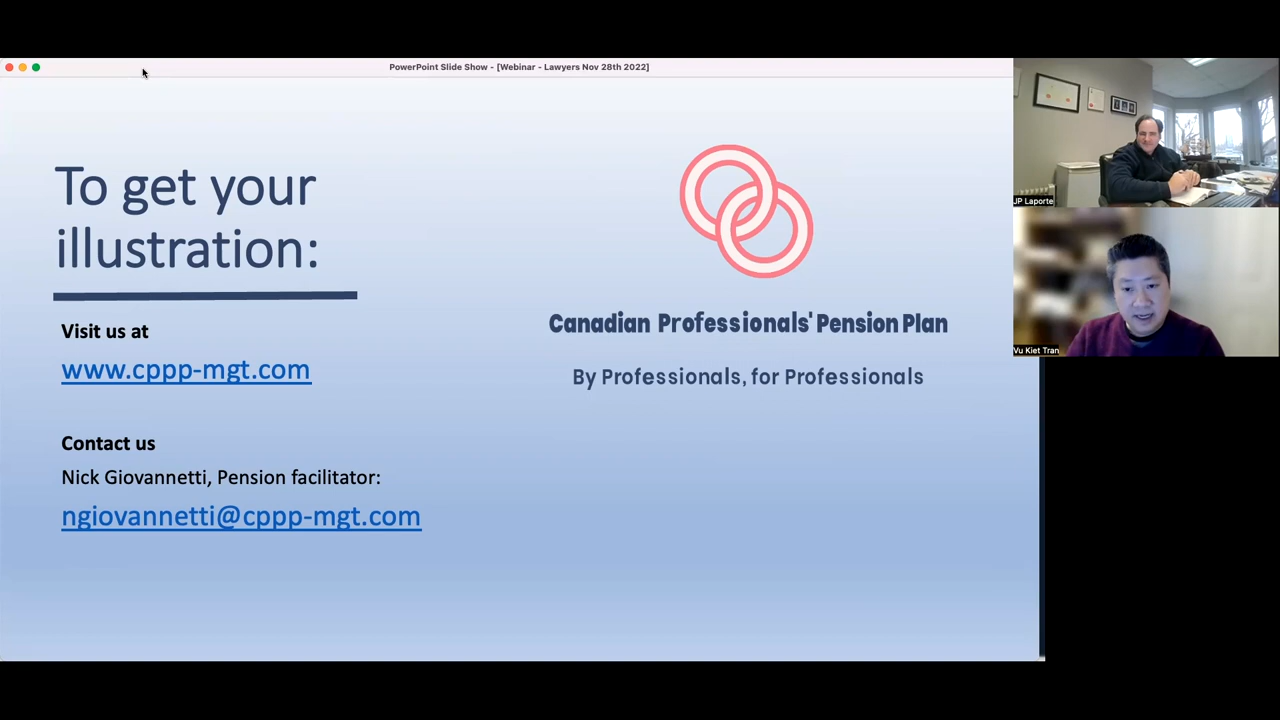 PowerPoint Slide Show - [Webinar - Lawyers Nov 28th 2022]
To get your
illustration:
Visit us at
www.cppp-mgt.com
Contact us
Nick Giovannetti, Pension facilitator:
ngiovannetti@cppp-mgt.com
Canadian Professionals' Pension Plan
By Professionals, for Professionals
JP Laporte
Vu Kiet Tran